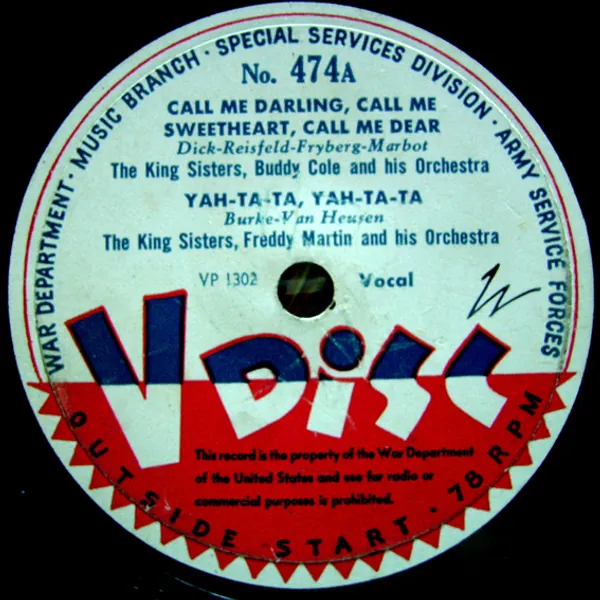 WAR DEPARTMENT · MUSIC BRANCH · SPECIAL SERVICES DIVISION · ARMY SERVICE FORCES
No. 474A
CALL ME DARLING, CALL ME
SWEETHEART, CALL ME DEAR
Dick-Reisfeld-Fryberg-Marbot
The King Sisters, Buddy Cole and his Orchestra
YAH-TA-TA, YAH-TA-TA
Burke-Van Heusen
The King Sisters, Freddy Martin and his Orchestra
VP 1302 Vocal
V DiSC
This record is the property of the War Department
of the United States and use for radio or
commercial purposes is prohibited.
OUTSIDE START · 78 RPM